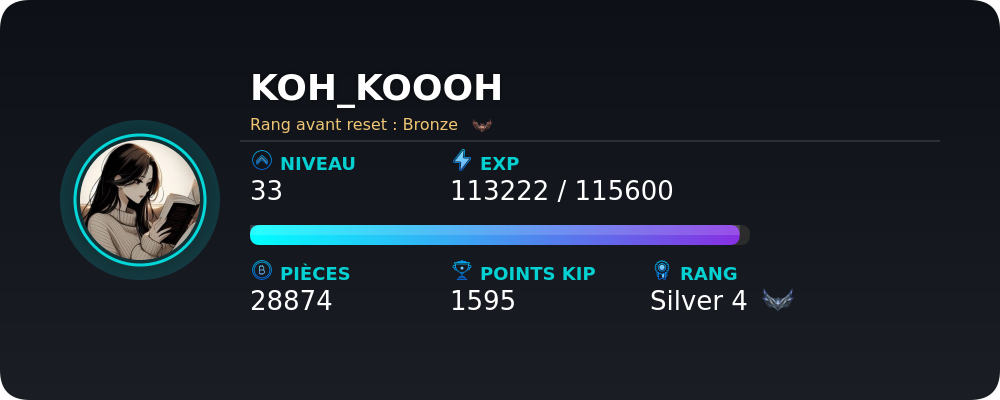 KOH_KOOOH
Rang avant reset : Bronze
NIVEAU EXP
33 113222 / 115600
PIÈCES POINTS KIP RANG
28874 1595 Silver 4